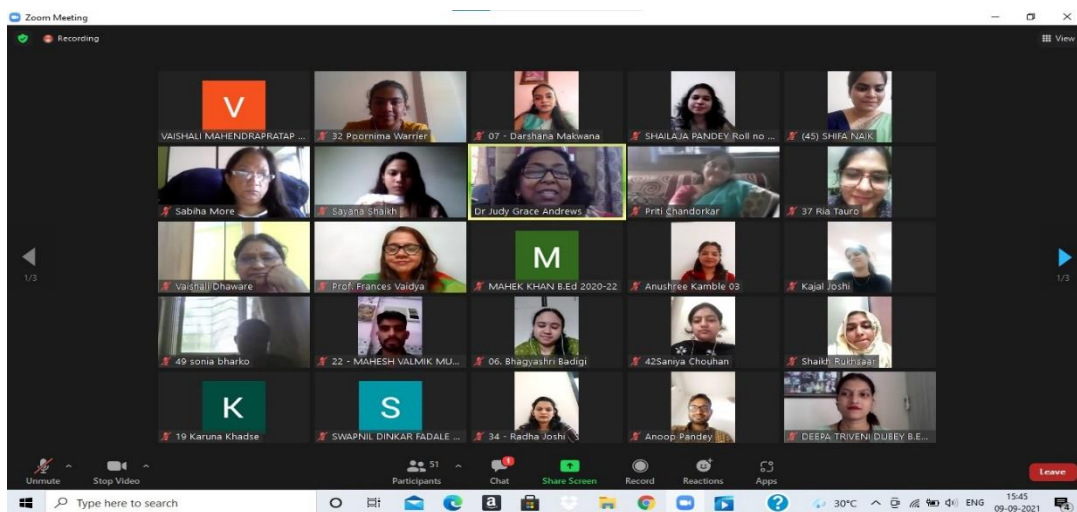 Zoom Meeting
Recording
View
V
VAISHALI MAHENDRAPRATAP ...
32 Poornima Warrier
07 - Darshana Makwana
SHAILAJA PANDEY Roll no ...
(45) SHIFA NAIK
Sabiha More
Sayana Shaikh
Dr Judy Grace Andrews
Priti Chandorkar
37 Ria Tauro
Vaishali Dhaware
Prof. Frances Vaidya
M
MAHEK KHAN B.Ed 2020-22
Anushree Kamble 03
Kajal Joshi
1/3
1/3
49 sonia bharko
22 - MAHESH VALMIK MU...
06. Bhagyashri Badigi
42Saniya Chouhan
Shaikh Rukhsaar
K
19 Karuna Khadse
S
SWAPNIL DINKAR FADALE ...
34 - Radha Joshi
Anoop Pandey
DEEPA TRIVENI DUBEY B.E...
Unmute
Stop Video
51
Participants
Chat
Share Screen
Record
Reactions
Apps
Leave
Type here to search
a
30°C
ENG
15:45
09-09-2021